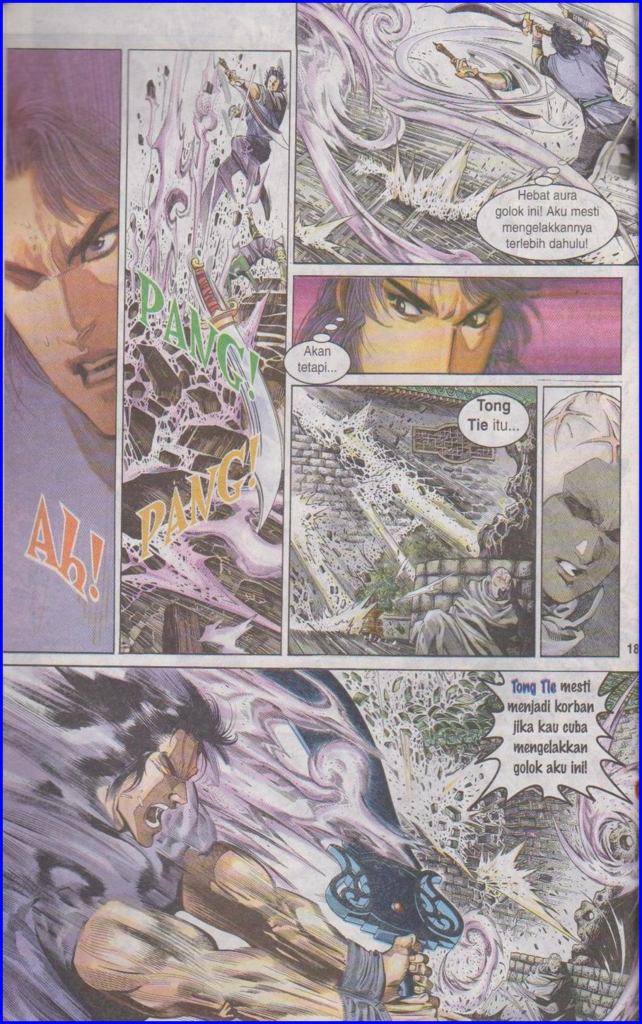 Hebat aura
golok ini! Aku mesti
mengelakkannya
terlebih dahulu!
PANG!
PANG!
Ah!
Akan
tetapi...
Tong
Tie itu...
18
Tong Tie mesti
menjadi korban
jika kau cuba
mengelakkan
golok aku ini!